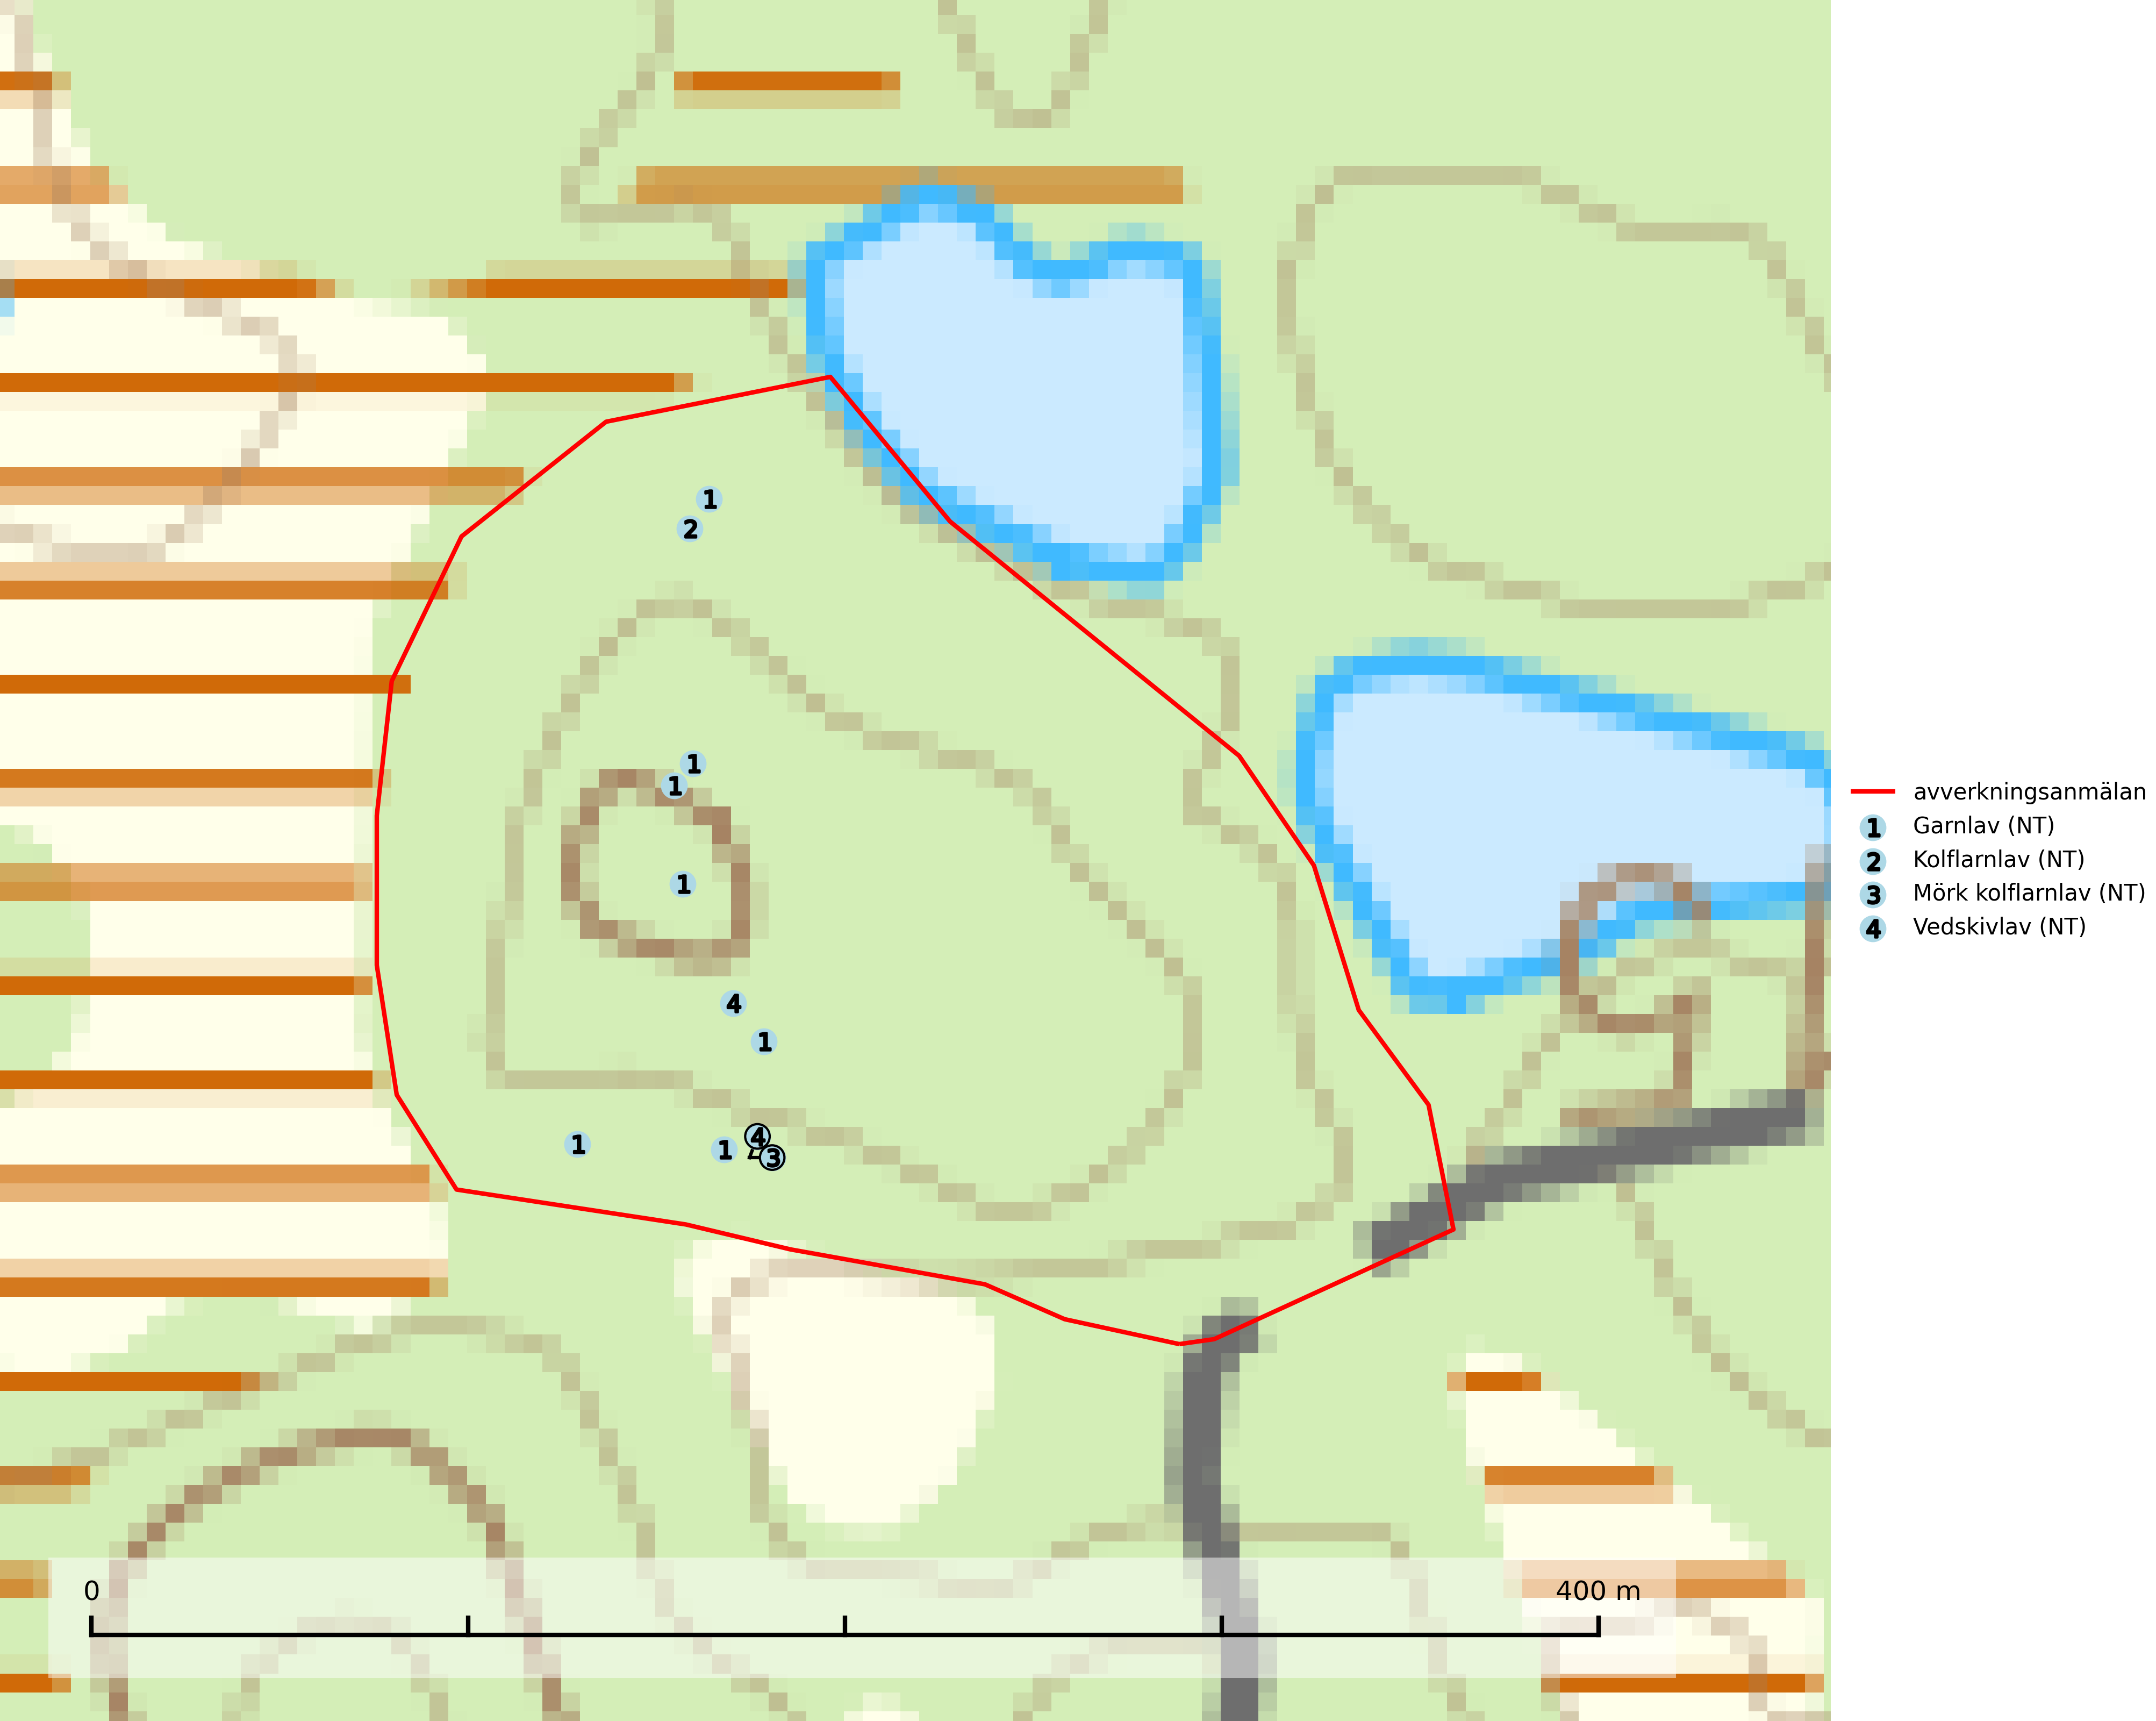 1
2
1
1
1
4
1
1
1
4
3
avverkningsanmälan
1 Garnlav (NT)
2 Kolflarnlav (NT)
3 Mörk kolflarnlav (NT)
4 Vedskivlav (NT)
0 400 m